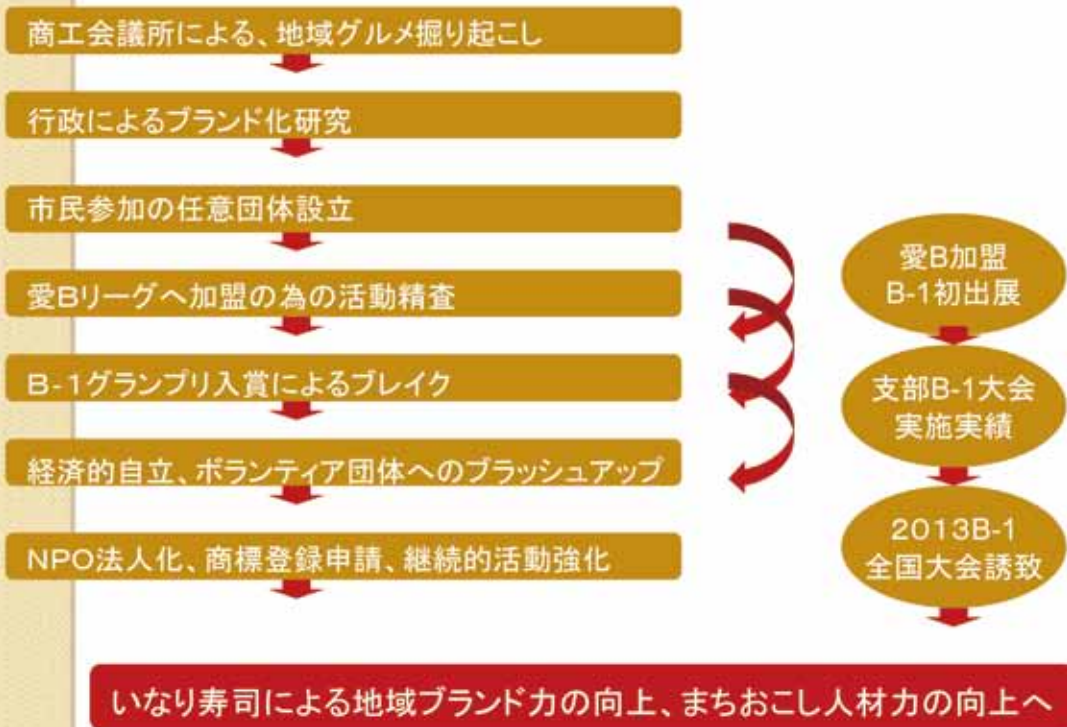 商工会議所による、地域グルメ掘り起こし
行政によるブランド化研究
市民参加の任意団体設立
愛Bリーグへ加盟の為の活動精査
B-1グランプリ入賞によるブレイク
経済的自立、ボランティア団体へのブラッシュアップ
NPO法人化、商標登録申請、継続的活動強化
愛B加盟
B-1初出展
支部B-1大会
実施実績
2013B-1
全国大会誘致
いなり寿司による地域ブランド力の向上、まちおこし人材力の向上へ